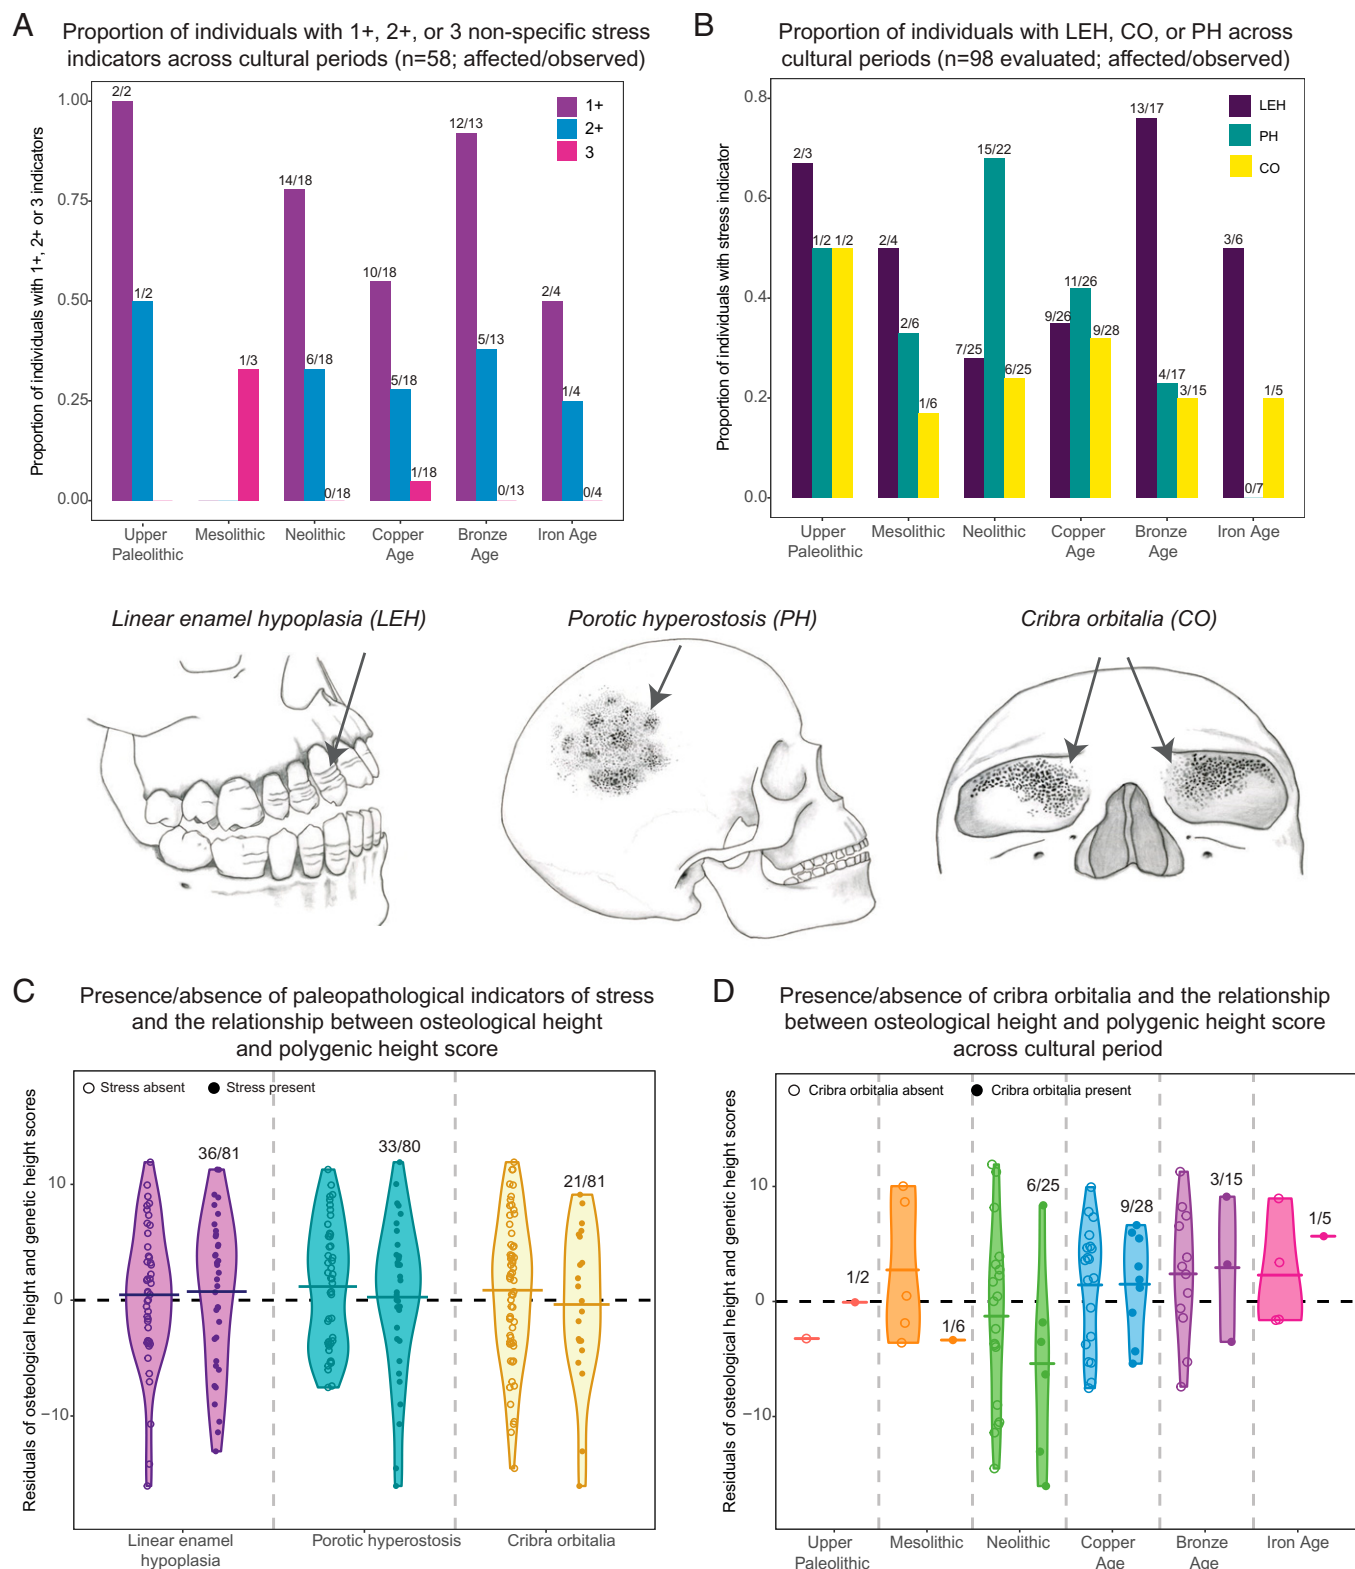 A
Proportion of individuals with 1+, 2+, or 3 non-specific stress
indicators across cultural periods (n=58; affected/observed)
Proportion of individuals with 1+, 2+ or 3 indicators
1.00
0.75
0.50
0.25
0.00
1+
2+
3
2/2
1/2
1/3
14/18
6/18
0/18
10/18
5/18
1/18
12/13
5/13
0/13
2/4
1/4
0/4
Upper
Paleolithic
Mesolithic
Neolithic
Copper
Age
Bronze
Age
Iron Age
B
Proportion of individuals with LEH, CO, or PH across
cultural periods (n=98 evaluated; affected/observed)
Proportion of individuals with stress indicator
0.8
0.6
0.4
0.2
0.0
LEH
PH
CO
2/3
1/2
1/2
2/4
2/6
1/6
7/25
15/22
6/25
9/26
11/26
9/28
13/17
4/17
3/15
3/6
0/7
1/5
Upper
Paleolithic
Mesolithic
Neolithic
Copper
Age
Bronze
Age
Iron Age
Linear enamel hypoplasia (LEH)
Porotic hyperostosis (PH)
Cribra orbitalia (CO)
C
Presence/absence of paleopathological indicators of stress
and the relationship between osteological height
and polygenic height score
Residuals of osteological height and genetic height scores
10
0
−10
Stress absent
Stress present
36/81
33/80
21/81
Linear enamel
hypoplasia
Porotic hyperostosis
Cribra orbitalia
D
Presence/absence of cribra orbitalia and the relationship
between osteological height and polygenic height score
across cultural period
Residuals of osteological height and genetic height scores
10
0
−10
Cribra orbitalia absent
Cribra orbitalia present
1/2
1/6
6/25
9/28
3/15
1/5
Upper
Paleolithic
Mesolithic
Neolithic
Copper
Age
Bronze
Age
Iron Age